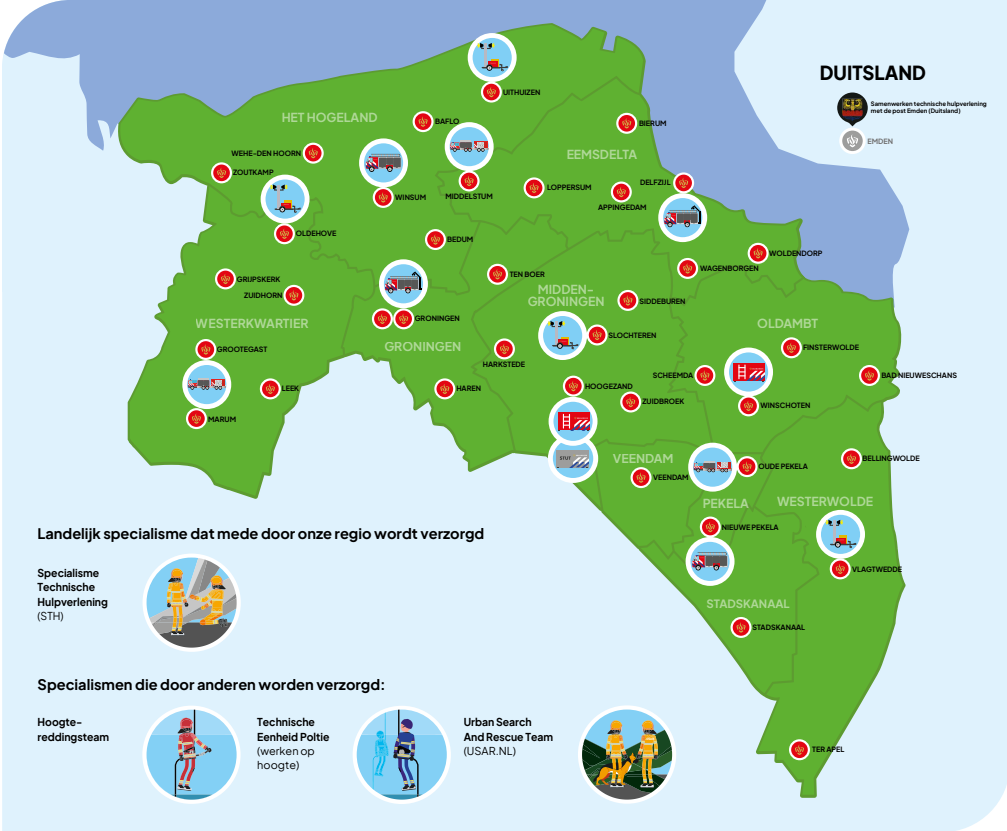 DUITSLAND
Samenwerken technische hulpverlening
met de post Emden (Duitsland)
EMDEN
UITHUIZEN
HET HOGELAND
BAFLO
BIERUM
WEHE-DEN HOORN
EEMSDELTA
ZOUTKAMP
WINSUM
MIDDELSTUM
LOPPERSUM
DELFZIJL
APPINGEDAM
OLDEHOVE
BEDUM
WOLDENDORP
WAGENBORGEN
GRIJPSKERK
ZUIDHORN
TEN BOER
MIDDEN-
GRONINGEN
SIDDEBUREN
WESTERKWARTIER
GRONINGEN
OLDAMBT
SLOCHTEREN
GRONINGEN
FINSTERWOLDE
GROOTEGAST
HARKSTEDE
SCHEEMDA
BAD NIEUWESCHANS
LEEK
HAREN
HOOGEZAND
ZUIDBROEK
WINSCHOTEN
MARUM
STUT
VEENDAM
VEENDAM
OUDE PEKELA
BELLINGWOLDE
PEKELA
WESTERWOLDE
NIEUWE PEKELA
VLAGTWEDDE
STADSKANAAL
STADSKANAAL
TER APEL
Landelijk specialisme dat mede door onze regio wordt verzorgd
Specialisme
Technische
Hulpverlening
(STH)
Specialismen die door anderen worden verzorgd:
Hoogte-
reddingsteam
Technische
Eenheid Poltie
(werken op
hoogte)
Urban Search
And Rescue Team
(USAR.NL)